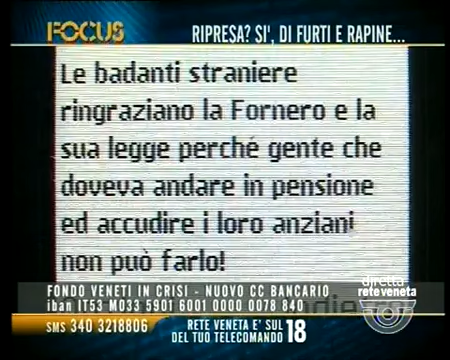 FOCUS
RIPRESA? SI', DI FURTI E RAPINE...
Le badanti straniere
ringraziano la Fornero e la
sua legge perché gente che
doveva andare in pensione
ed accudire i loro anziani
non può farlo!
diretta
reteveneta
FONDO VENETI IN CRISI - NUOVO CC BANCARIO
iban IT53 M033 5901 6001 0000 0078 840
SMS 340 3218806
RETE VENETA E' SUL
DEL TUO TELECOMANDO 18